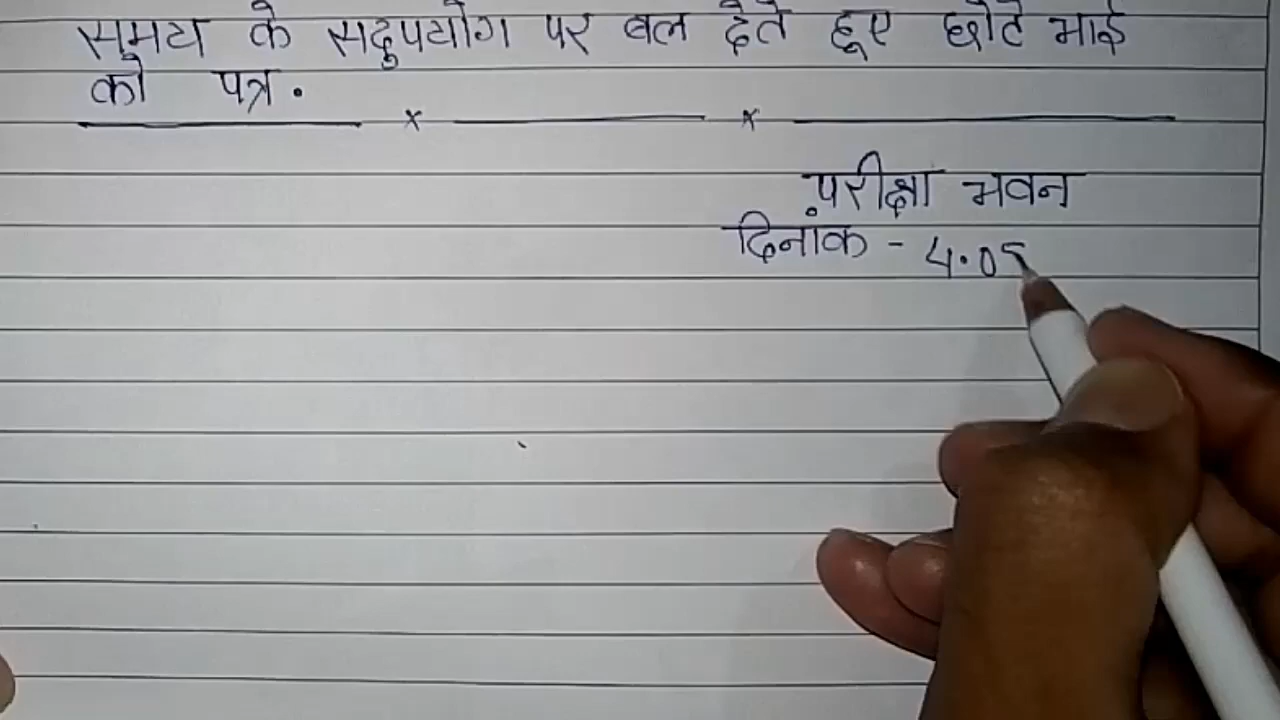 समय के सदुपयोग पर बल देते हूए छोटे भाई
को पत्र.
परीक्षा भवन
दिनांक - 4.05